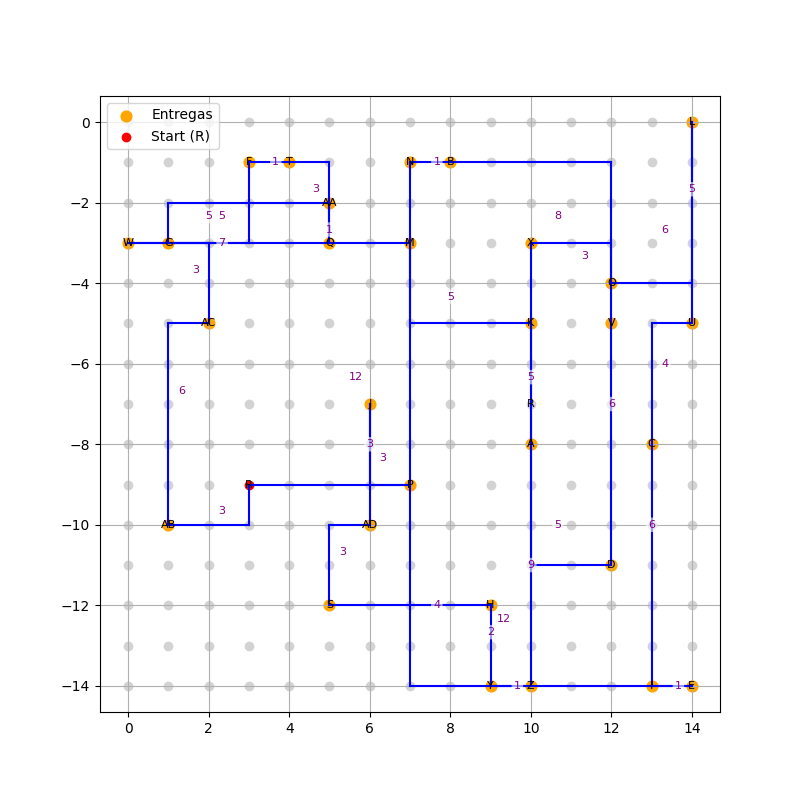 Entregas
Start (R)
0
L
F 1 T N 1 B
3 5
−2
AA
5 5 8
1 6
W G 7 Q M X
3
3
−4 O
5
AC K V U
4
−6
12 5
6
R 6
−8 3 A C
3
R P
3
−10 AB AD 5 6
3
9 D
−12 S 4 H
12
2
−14 Y 1 Z 1 E
0 2 4 6 8 10 12 14